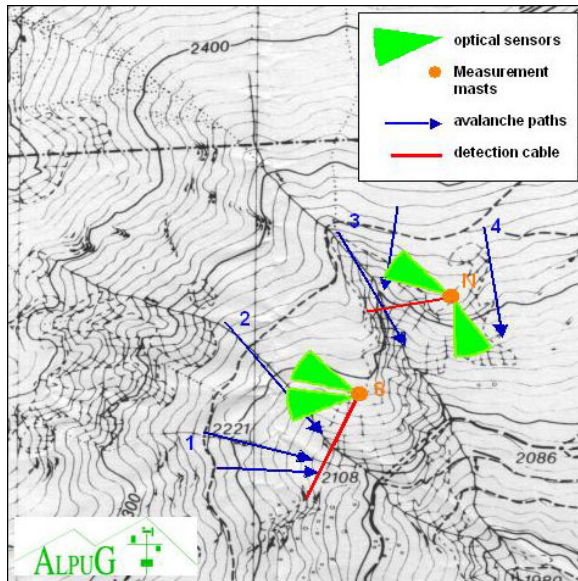 2400
optical sensors
Measurement
masts
avalanche paths
detection cable
3
4
N
2
S
2221
1
2108
2086
ALPUG